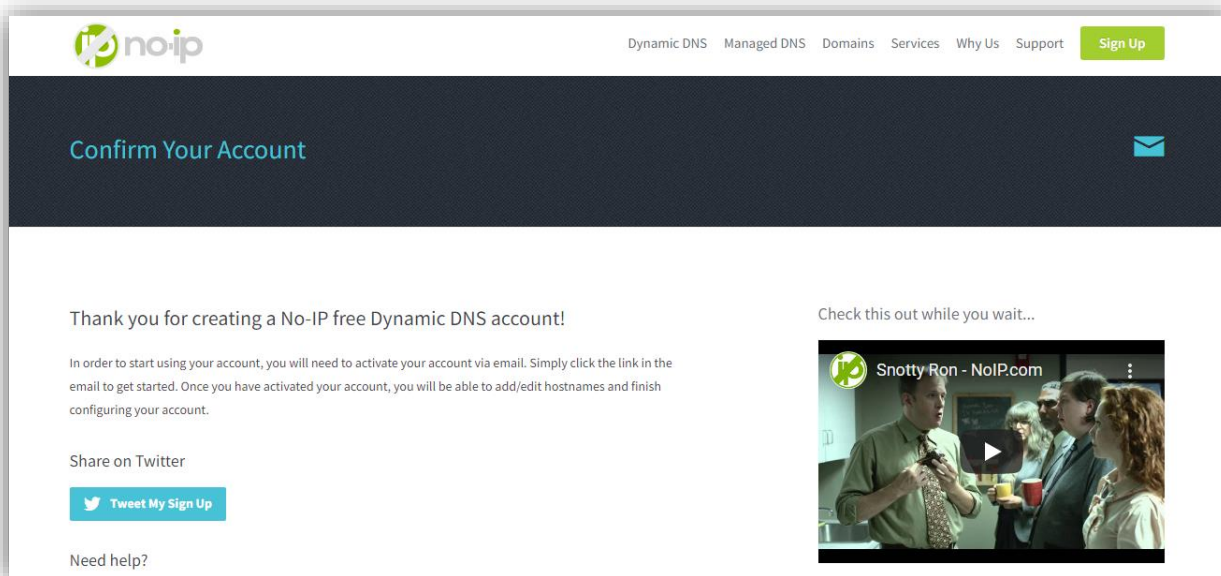 no·ip
Dynamic DNS Managed DNS Domains Services Why Us Support Sign Up
Confirm Your Account
Thank you for creating a No-IP free Dynamic DNS account!
In order to start using your account, you will need to activate your account via email. Simply click the link in the
email to get started. Once you have activated your account, you will be able to add/edit hostnames and finish
configuring your account.
Share on Twitter
Tweet My Sign Up
Need help?
Check this out while you wait...
Snotty Ron - NoIP.com